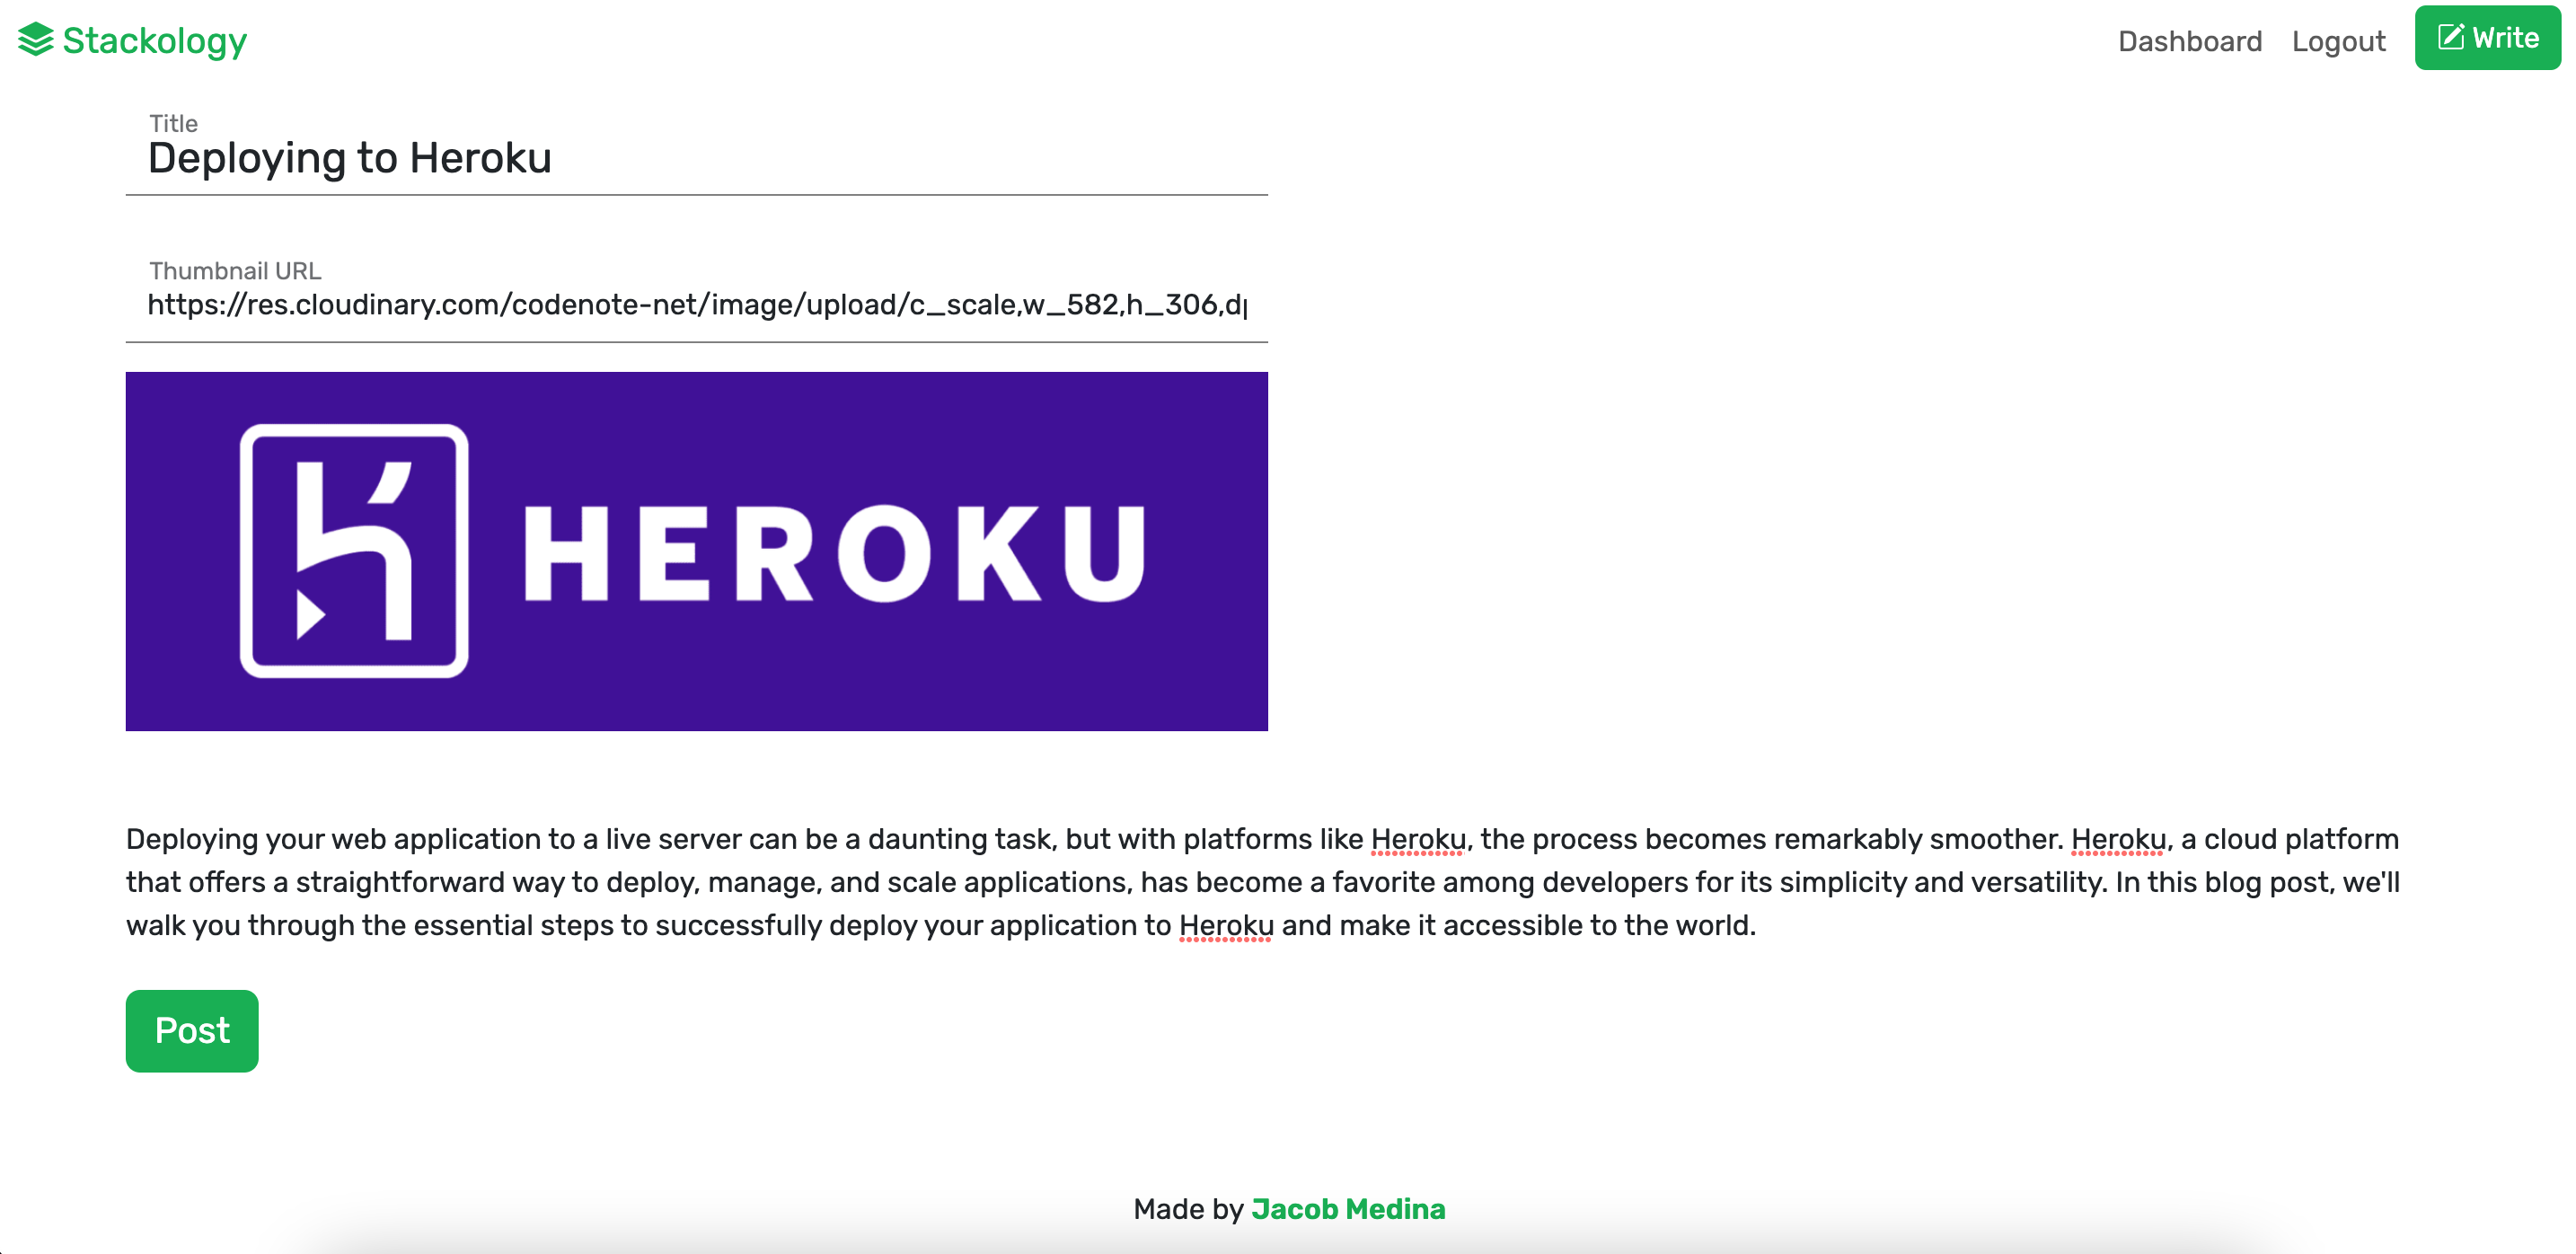 Stackology
Dashboard Logout Write
Title
Deploying to Heroku
Thumbnail URL
https://res.cloudinary.com/codenote-net/image/upload/c_scale,w_582,h_306,d
HEROKU
Deploying your web application to a live server can be a daunting task, but with platforms like Heroku, the process becomes remarkably smoother. Heroku, a cloud platform
that offers a straightforward way to deploy, manage, and scale applications, has become a favorite among developers for its simplicity and versatility. In this blog post, we'll
walk you through the essential steps to successfully deploy your application to Heroku and make it accessible to the world.
Post
Made by Jacob Medina